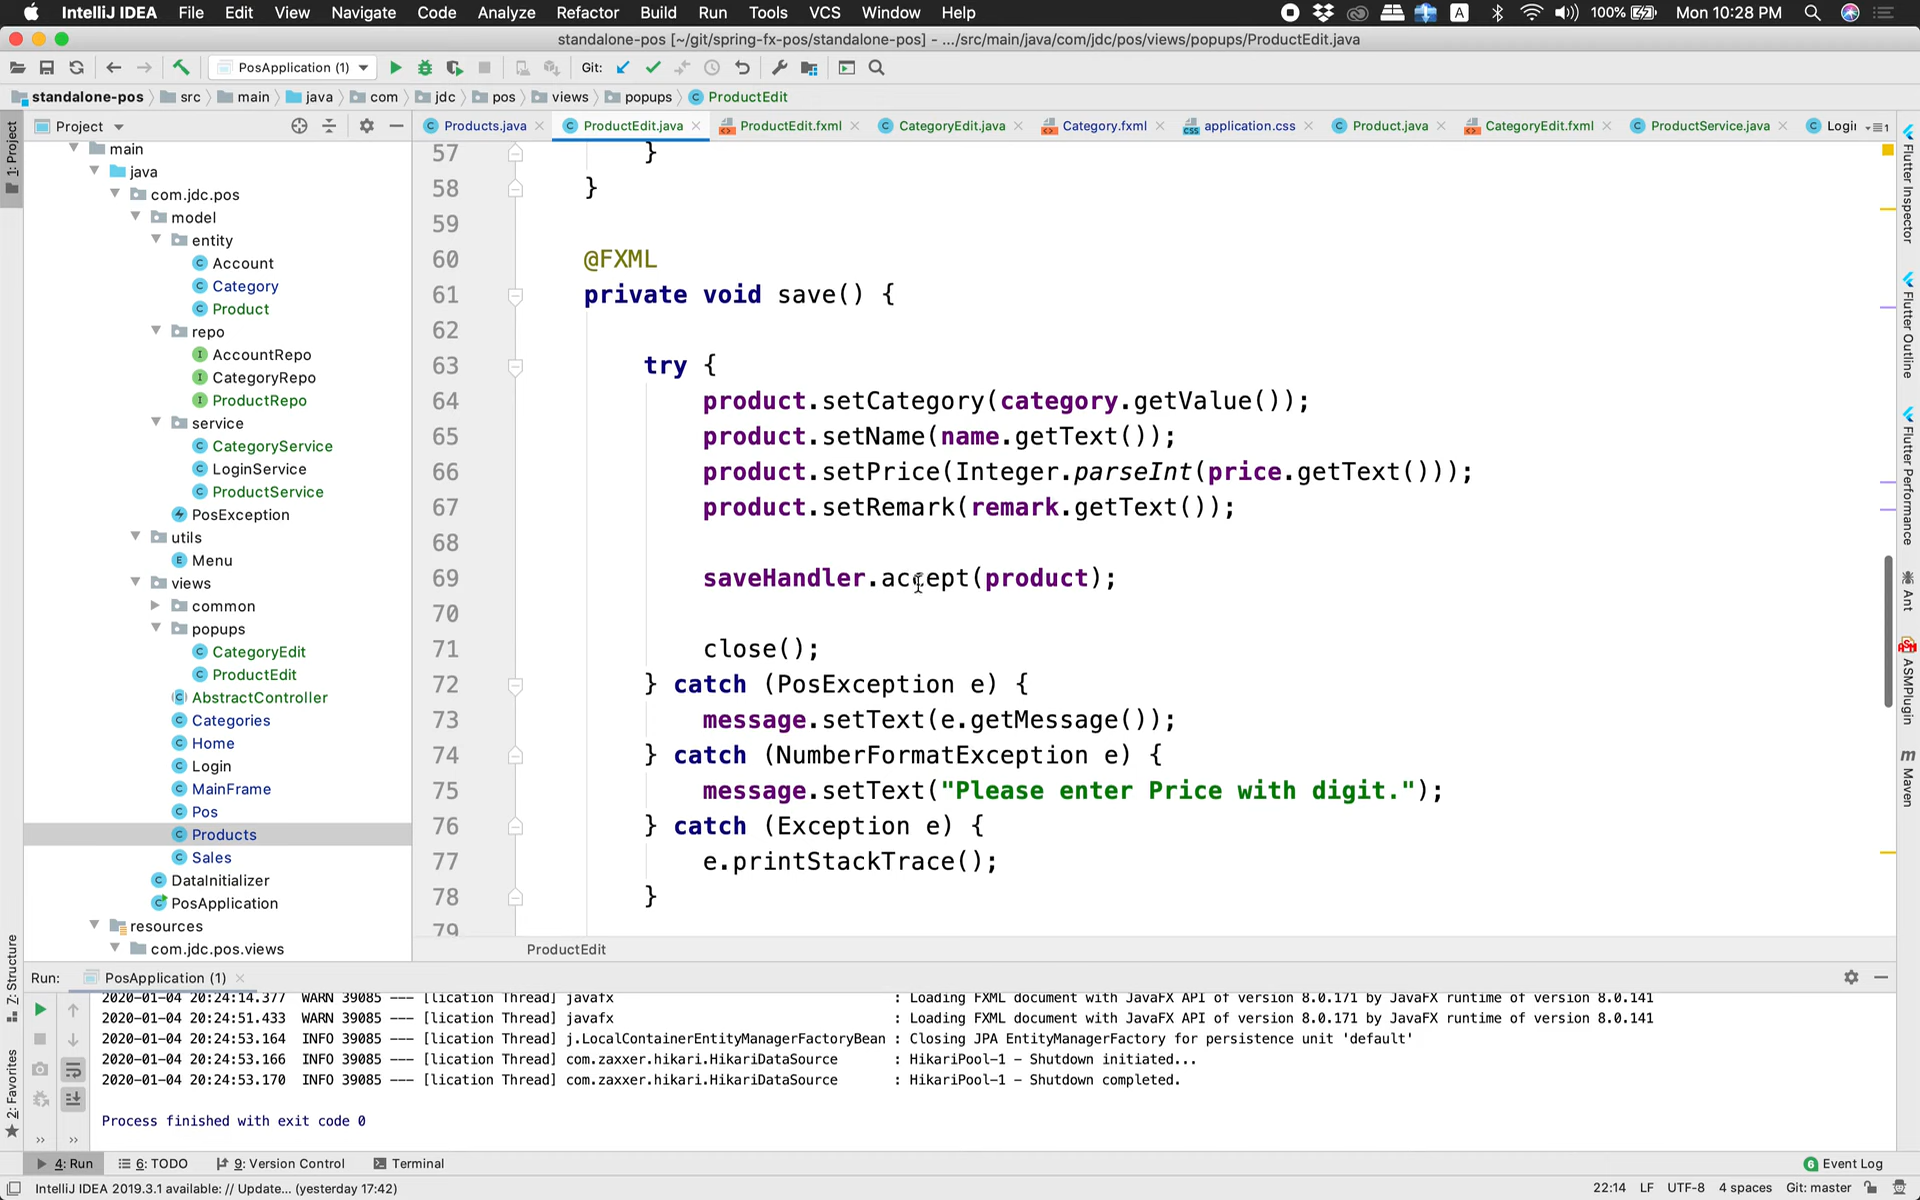 IntelliJ IDEA File Edit View Navigate Code Analyze Refactor Build Run Tools VCS Window Help A 100% Mon 10:28 PM
standalone-pos [~/git/spring-fx-pos/standalone-pos] - .../src/main/java/com/jdc/pos/views/popups/ProductEdit.java
PosApplication (1) Git:
standalone-pos src main java com jdc pos views popups ProductEdit
Project
Products.java ProductEdit.java ProductEdit.fxml CategoryEdit.java Category.fxml application.css Product.java CategoryEdit.fxml ProductService.java Logi
1: Project
main
java
com.jdc.pos
model
entity
Account
Category
Product
repo
AccountRepo
CategoryRepo
ProductRepo
service
CategoryService
LoginService
ProductService
PosException
utils
Menu
views
common
popups
CategoryEdit
ProductEdit
AbstractController
Categories
Home
Login
MainFrame
Pos
Products
Sales
DataInitializer
PosApplication
resources
com.jdc.pos.views
57 }
58 }
59
60 @FXML
61 private void save() {
62
63 try {
64 product.setCategory(category.getValue());
65 product.setName(name.getText());
66 product.setPrice(Integer.parseInt(price.getText()));
67 product.setRemark(remark.getText());
68
69 saveHandler.accept(product);
70
71 close();
72 } catch (PosException e) {
73 message.setText(e.getMessage());
74 } catch (NumberFormatException e) {
75 message.setText("Please enter Price with digit.");
76 } catch (Exception e) {
77 e.printStackTrace();
78 }
79
ProductEdit
Flutter Inspector
Flutter Outline
Flutter Performance
Ant
ASMPlugin
Maven
Z: Structure
2: Favorites
Run: PosApplication (1)
2020-01-04 20:24:14.377 WARN 39085 --- [lication Thread] javafx : Loading FXML document with JavaFX API of version 8.0.171 by JavaFX runtime of version 8.0.141
2020-01-04 20:24:51.433 WARN 39085 --- [lication Thread] javafx : Loading FXML document with JavaFX API of version 8.0.171 by JavaFX runtime of version 8.0.141
2020-01-04 20:24:53.164 INFO 39085 --- [lication Thread] j.LocalContainerEntityManagerFactoryBean : Closing JPA EntityManagerFactory for persistence unit 'default'
2020-01-04 20:24:53.166 INFO 39085 --- [lication Thread] com.zaxxer.hikari.HikariDataSource : HikariPool-1 - Shutdown initiated...
2020-01-04 20:24:53.170 INFO 39085 --- [lication Thread] com.zaxxer.hikari.HikariDataSource : HikariPool-1 - Shutdown completed.
Process finished with exit code 0
4: Run 6: TODO 9: Version Control Terminal 6 Event Log
IntelliJ IDEA 2019.3.1 available: // Update... (yesterday 17:42) 22:14 LF UTF-8 4 spaces Git: master